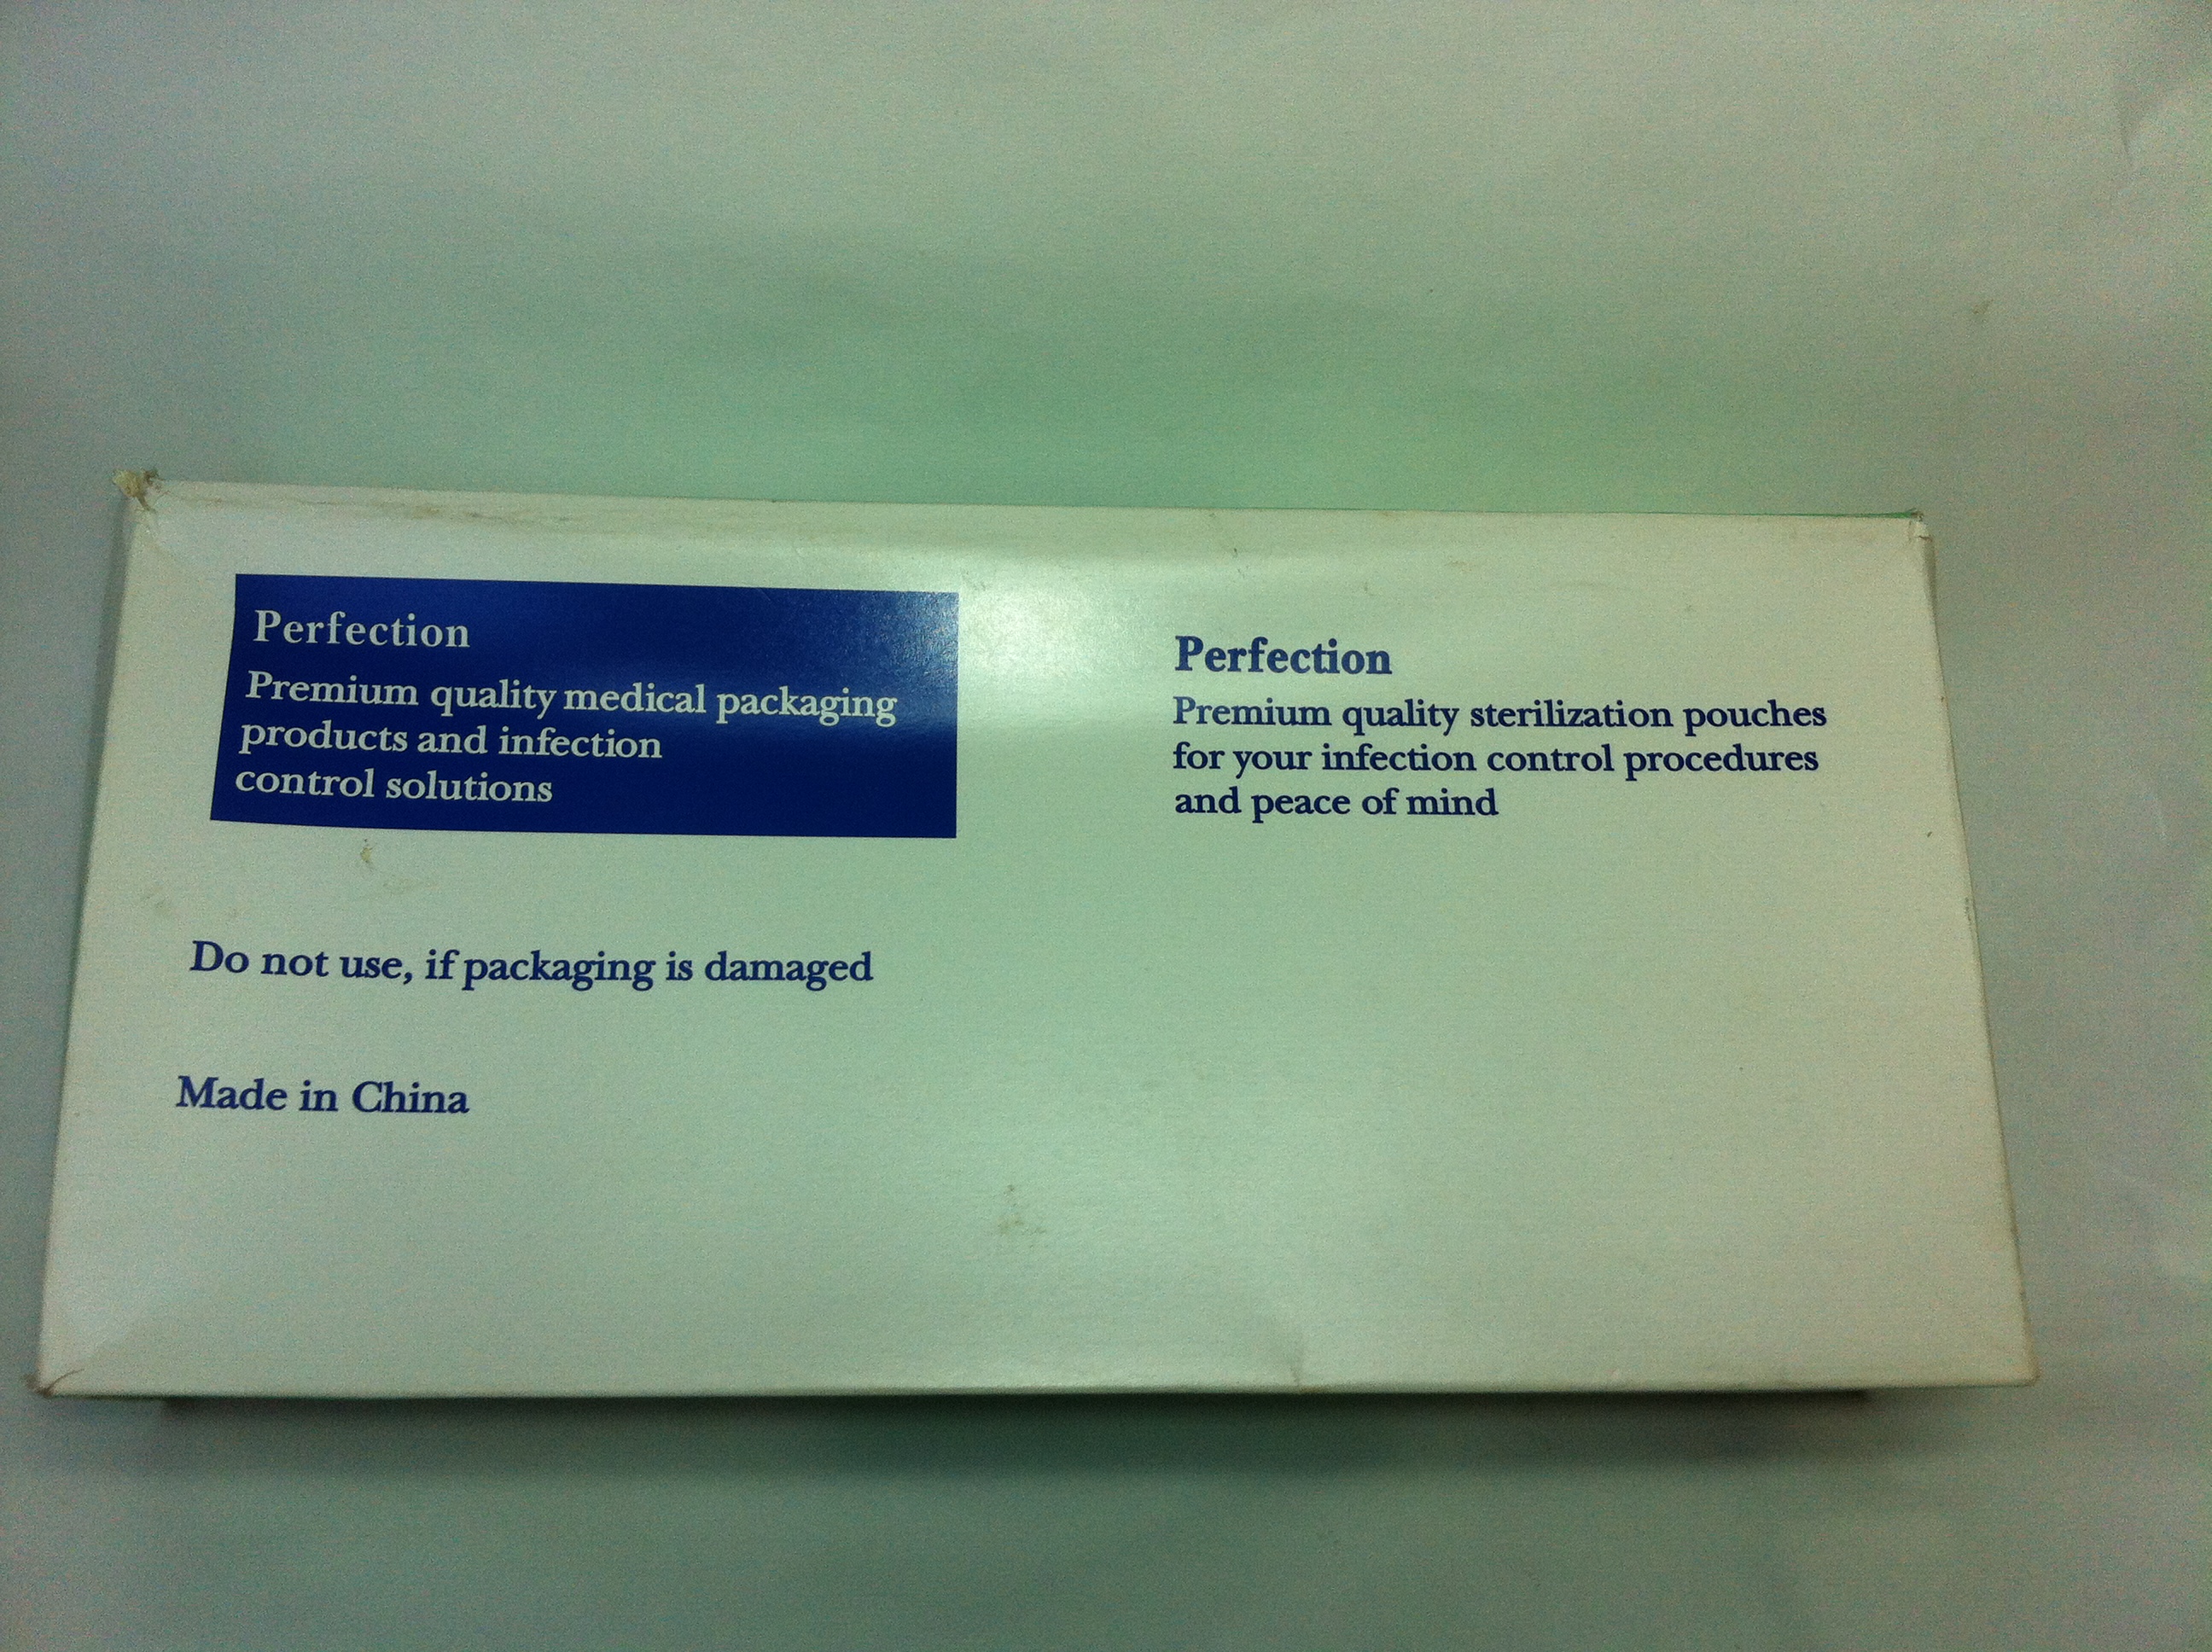 Perfection
Premium quality medical packaging
products and infection
control solutions
Perfection
Premium quality sterilization pouches
for your infection control procedures
and peace of mind
Do not use, if packaging is damaged
Made in China